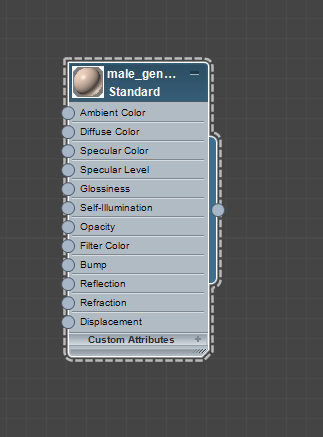 male_gen...
Standard
Ambient Color
Diffuse Color
Specular Color
Specular Level
Glossiness
Self-Illumination
Opacity
Filter Color
Bump
Reflection
Refraction
Displacement
Custom Attributes +